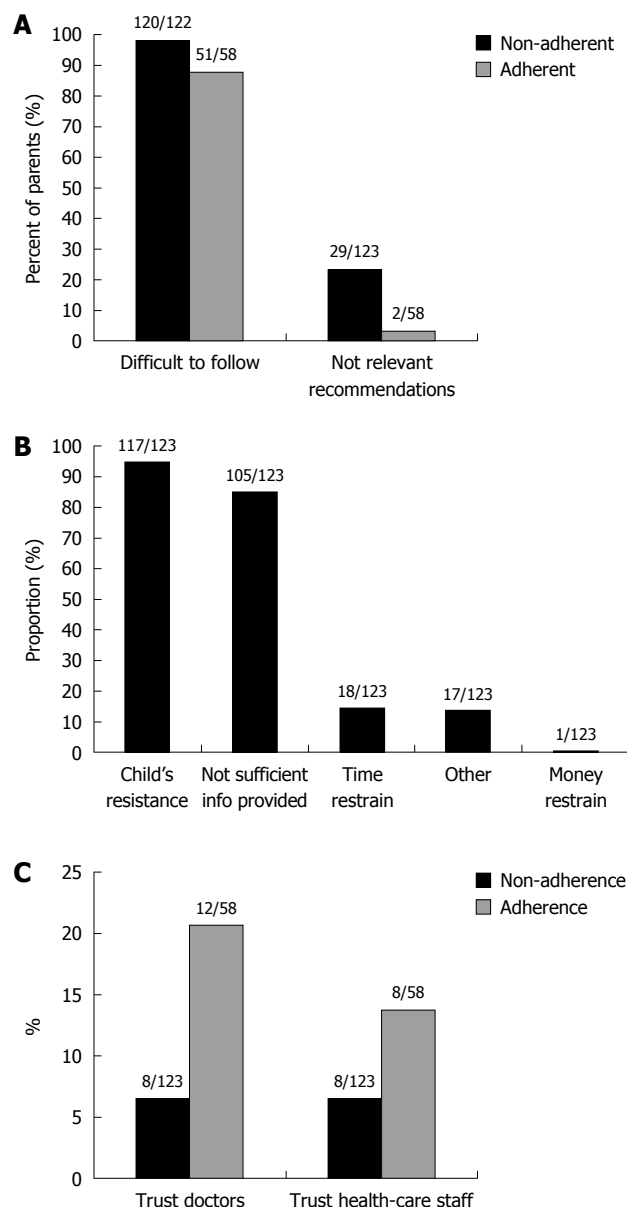 A
120/122
51/58
29/123
2/58
100
90
80
70
60
50
40
30
20
10
0
Percent of parents (%)
Non-adherent
Adherent
Difficult to follow
Not relevant
recommendations
B
117/123
105/123
18/123
17/123
1/123
100
90
80
70
60
50
40
30
20
10
0
Proportion (%)
Child's
resistance
Not sufficient
info provided
Time
restrain
Other
Money
restrain
C
Non-adherence
Adherence
12/58
8/123
8/123
8/58
25
20
15
10
5
0
%
Trust doctors
Trust health-care staff